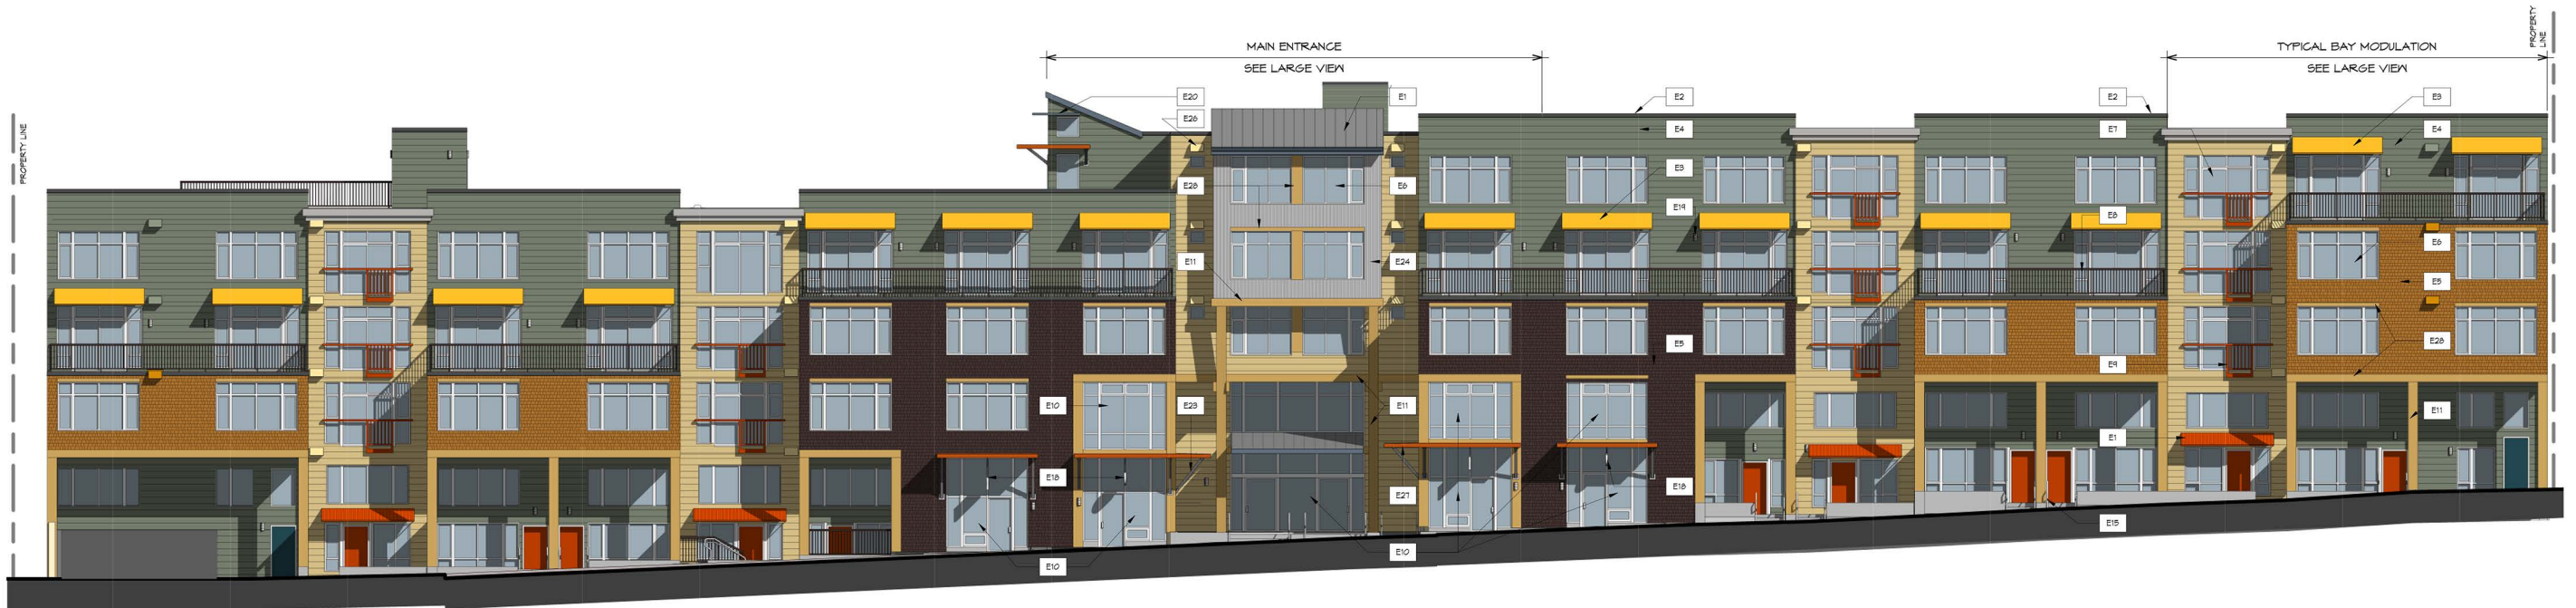 MAIN ENTRANCE
SEE LARGE VIEW
TYPICAL BAY MODULATION
SEE LARGE VIEW
PROPERTY
LINE
PROPERTY LINE
E20
E1
E2
E2
E3
E26
E4
E7
E4
E3
E28
E6
E19
E8
E11
E24
E6
E5
E5
E28
E9
E10
E23
E11
E11
E1
E18
E27
E18
E15
E10
E10